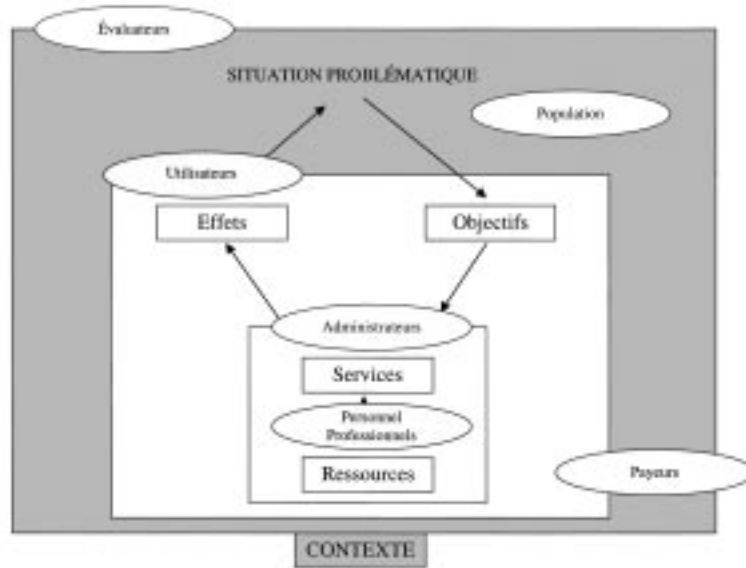 Évaluateurs
SITUATION PROBLÉMATIQUE
Population
Utilisateurs
Effets
Objectifs
Administrateurs
Services
Personnel
Professionnels
Ressources
Payeurs
CONTEXTE